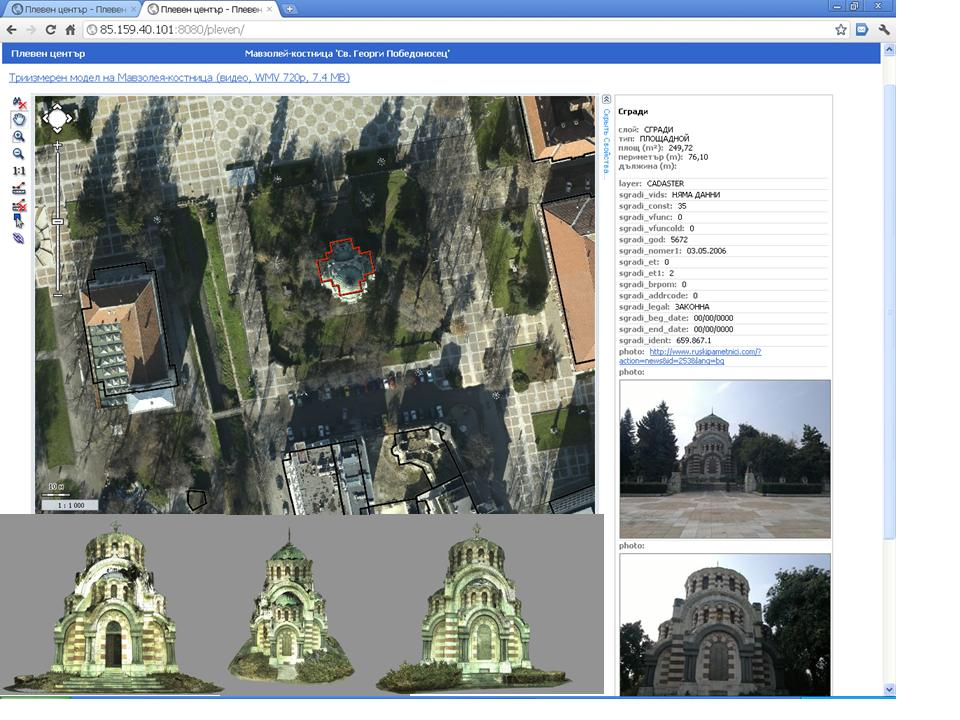 Плевен център - Плевен
Плевен център - Плевен
85.159.40.101:8080/pleven/
Плевен център
Мавзолей-костница 'Св. Георги Победоносец'
Триизмерен модел на Мавзолея-костница (видео, WMV 720p, 7.4 MB)
1:1
10 м
1 : 1 000
Скрыть Свойства...
Сгради
слой: СГРАДИ
тип: ПЛОЩАДНОЙ
площ (m²): 249,72
периметър (m): 76,10
дължина (m):
layer: CADASTER
sgradi_vids: НЯМА ДАННИ
sgradi_const: 35
sgradi_vfunc: 0
sgradi_vfuncold: 0
sgradi_god: 5672
sgradi_nomer1: 03.05.2006
sgradi_et: 0
sgradi_et1: 2
sgradi_brpom: 0
sgradi_addrcode: 0
sgradi_legal: ЗАКОННА
sgradi_beg_date: 00/00/0000
sgradi_end_date: 00/00/0000
sgradi_ident: 659.867.1
photo: http://www.ruskipametnici.com/?
action=news&id=253&lang=bg
photo:
photo: